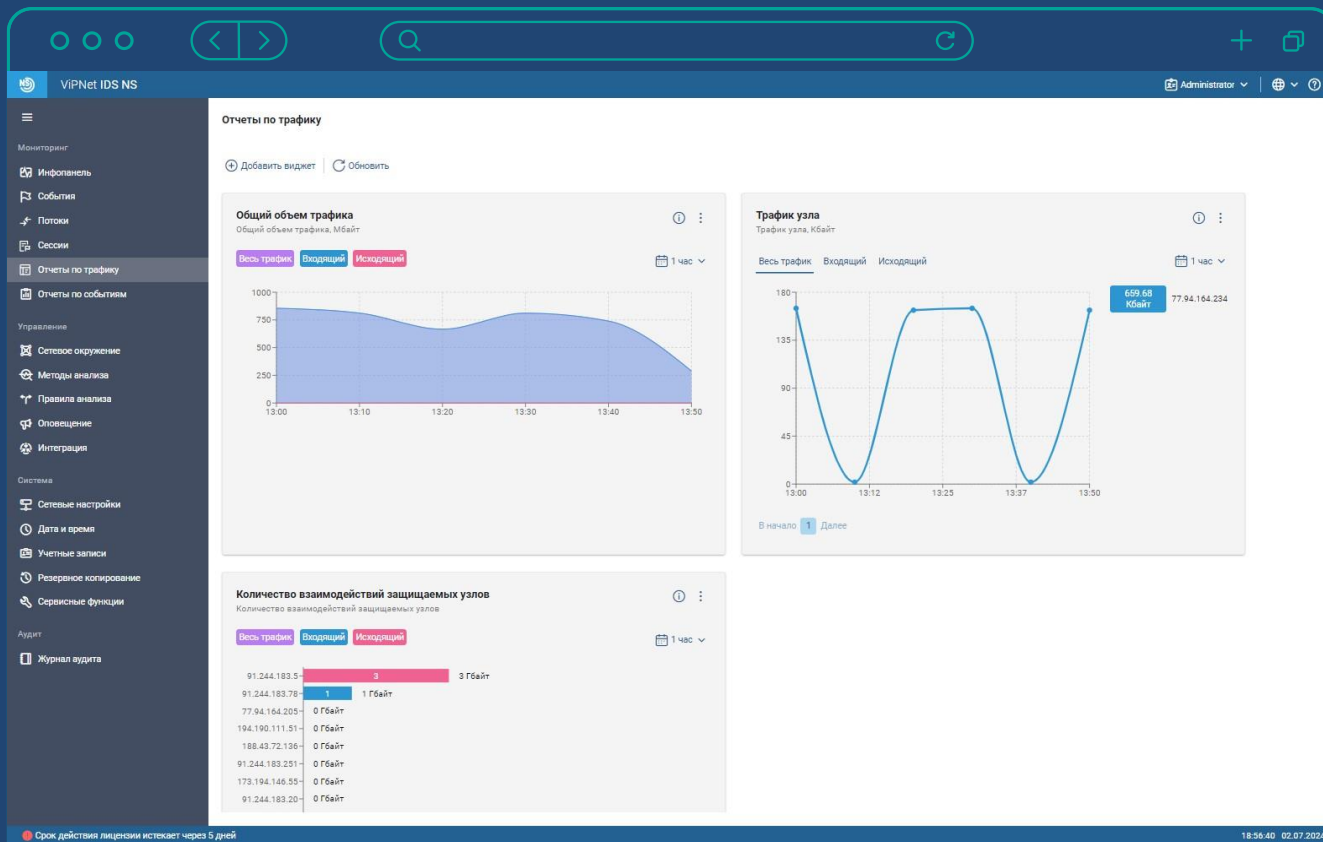 NS
ViPNet IDS NS
Administrator
Мониторинг
Инфопанель
События
Потоки
Сессии
Отчеты по трафику
Отчеты по событиям
Управление
Сетевое окружение
Методы анализа
Правила анализа
Оповещение
Интеграция
Система
Сетевые настройки
Дата и время
Учетные записи
Резервное копирование
Сервисные функции
Аудит
Журнал аудита
Отчеты по трафику
Добавить виджет Обновить
Общий объем трафика
Общий объем трафика, Мбайт
Весь трафик Входящий Исходящий 1 час
1000
750
500
250
0
13:00 13:10 13:20 13:30 13:40 13:50
Трафик узла
Трафик узла, Кбайт
Весь трафик Входящий Исходящий 1 час
180
135
90
45
0
13:00 13:12 13:25 13:37 13:50
659.68
Кбайт
77.94.164.234
В начало 1 Далее
Количество взаимодействий защищаемых узлов
Количество взаимодействий защищаемых узлов
Весь трафик Входящий Исходящий 1 час
91.244.183.5 3 3 Гбайт
91.244.183.78 1 1 Гбайт
77.94.164.205 0 Гбайт
194.190.111.51 0 Гбайт
188.43.72.136 0 Гбайт
91.244.183.251 0 Гбайт
173.194.146.55 0 Гбайт
91.244.183.20 0 Гбайт
Срок действия лицензии истекает через 5 дней
18:56:40 02.07.2024